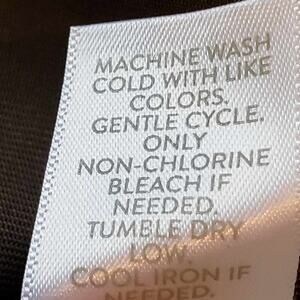 MACHINE WASH
COLD WITH LIKE
COLORS.
GENTLE CYCLE.
ONLY
NON-CHLORINE
BLEACH IF
NEEDED.
TUMBLE DRY
LOW.
COOL IRON IF
NEEDED.